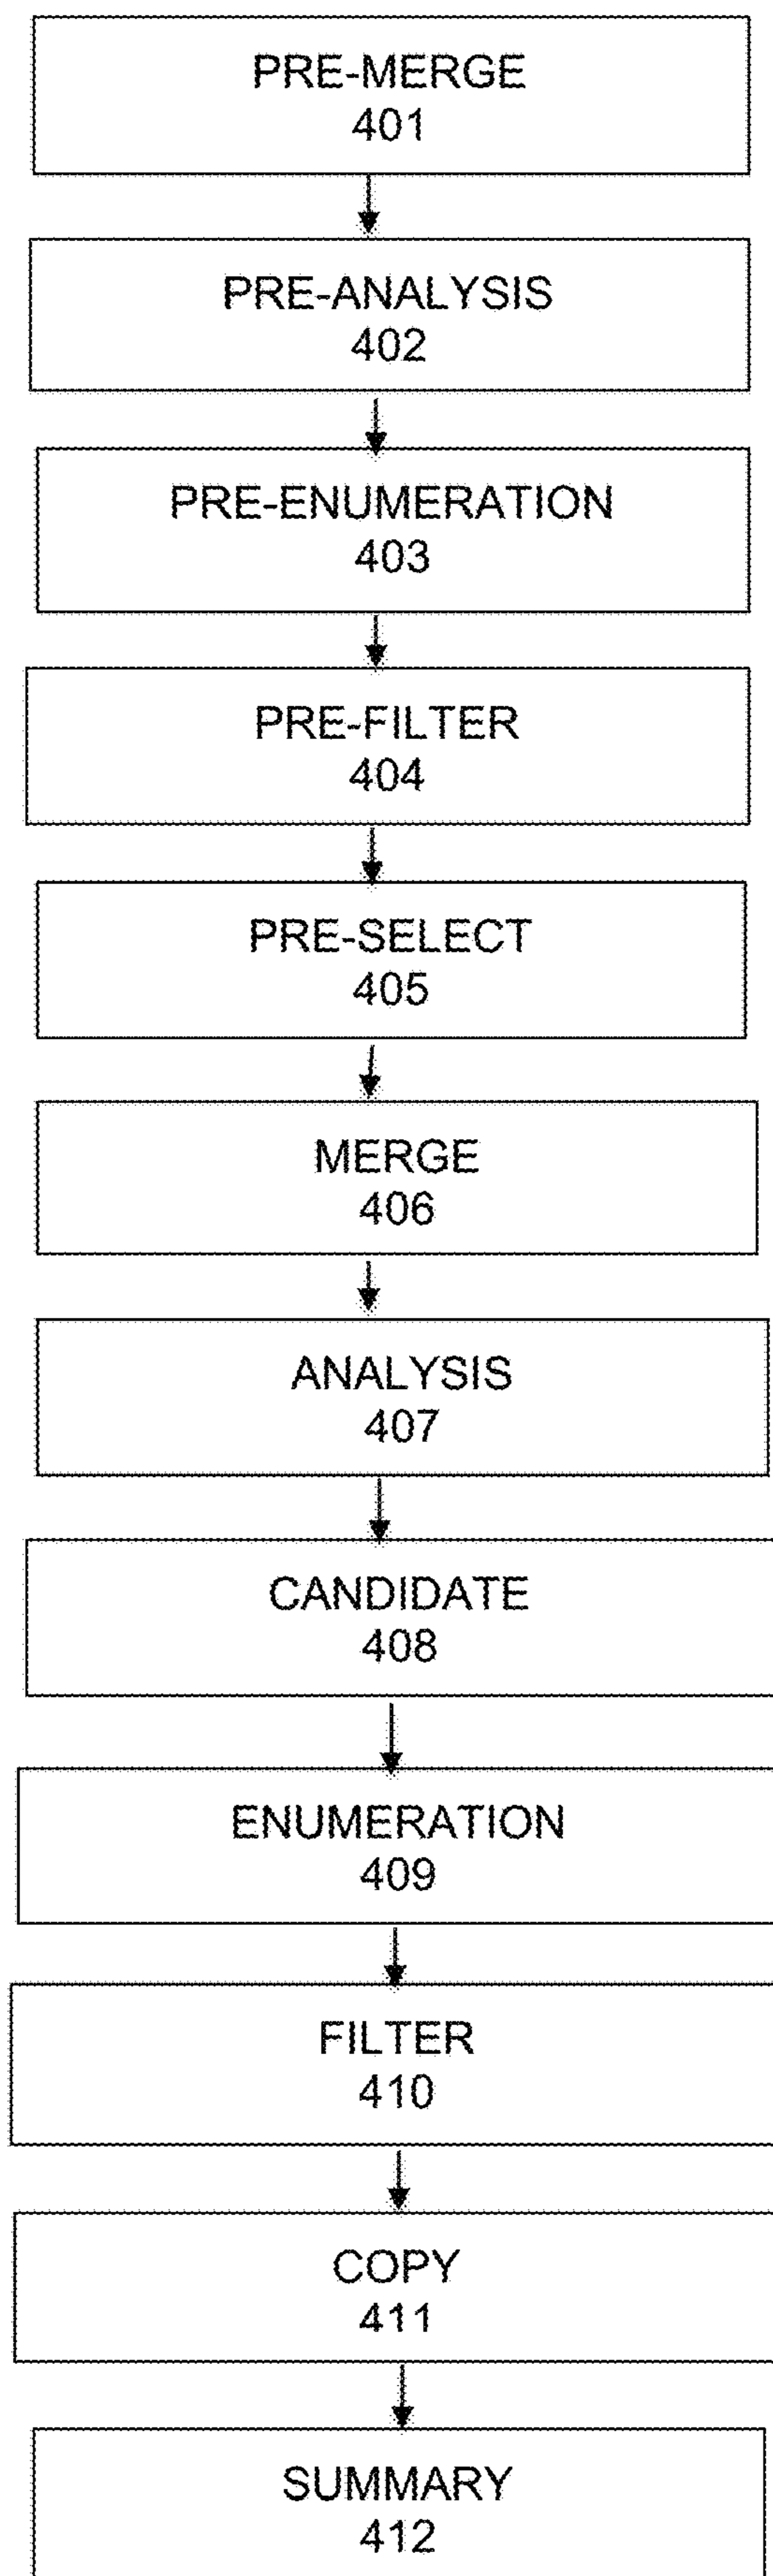 PRE-MERGE
401
PRE-ANALYSIS
402
PRE-ENUMERATION
403
PRE-FILTER
404
PRE-SELECT
405
MERGE
406
ANALYSIS
407
CANDIDATE
408
ENUMERATION
409
FILTER
410
COPY
411
SUMMARY
412